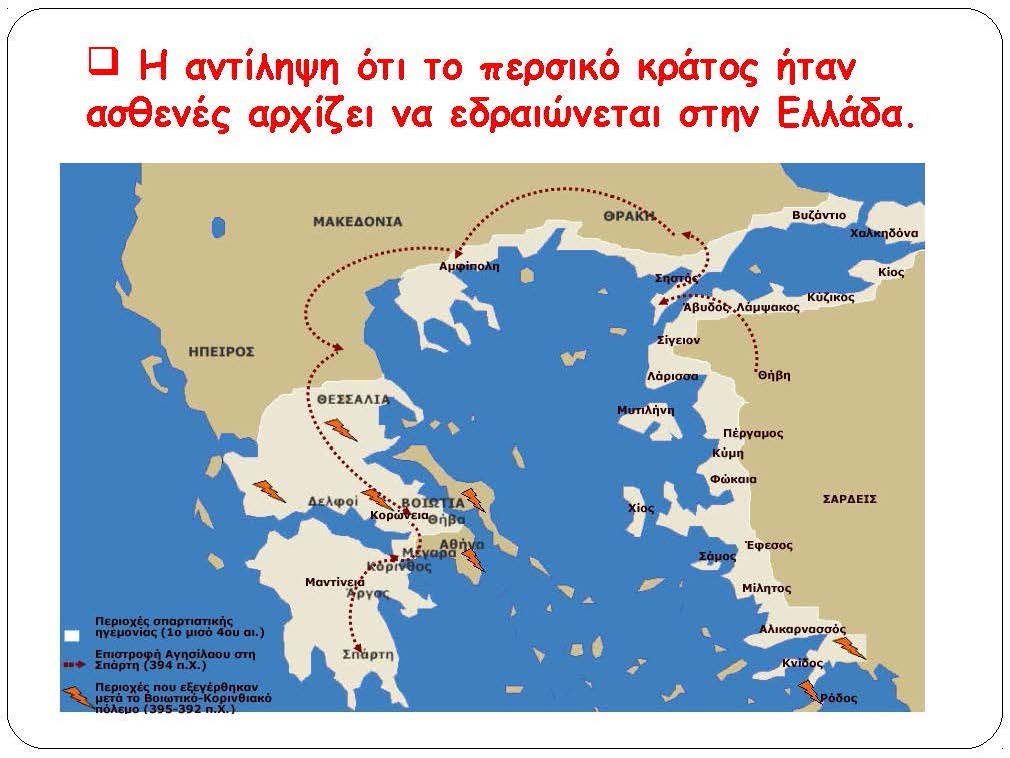 Η αντίληψη ότι το περσικό κράτος ήταν
ασθενές αρχίζει να εδραιώνεται στην Ελλάδα.
ΜΑΚΕΔΟΝΙΑ
ΘΡΑΚΗ
Βυζάντιο
Χαλκηδόνα
Αμφίπολη
Σηστός
Κίος
Άβυδος
Λάμψακος
Κύζικος
Σίγειον
ΗΠΕΙΡΟΣ
Λάρισσα
Θήβη
ΘΕΣΣΑΛΙΑ
Μυτιλήνη
Πέργαμος
Κύμη
Φώκαια
ΣΑΡΔΕΙΣ
Δελφοί
ΒΟΙΩΤΙΑ
Κορώνεια
Θήβα
Χίος
Αθήνα
Μέγαρα
Κόρινθος
Έφεσος
Σάμος
Μαντίνεια
Άργος
Μίλητος
Αλικαρνασσός
Σπάρτη
Κνίδος
Ρόδος
Περιοχές σπαρτιατικής
ηγεμονίας (1ο μισό 4ου αι.)
Επιστροφή Αγησίλαου στη
Σπάρτη (394 π.Χ.)
Περιοχές που εξεγέρθηκαν
μετά το Βοιωτικό-Κορινθιακό
πόλεμο (395-392 π.Χ.)